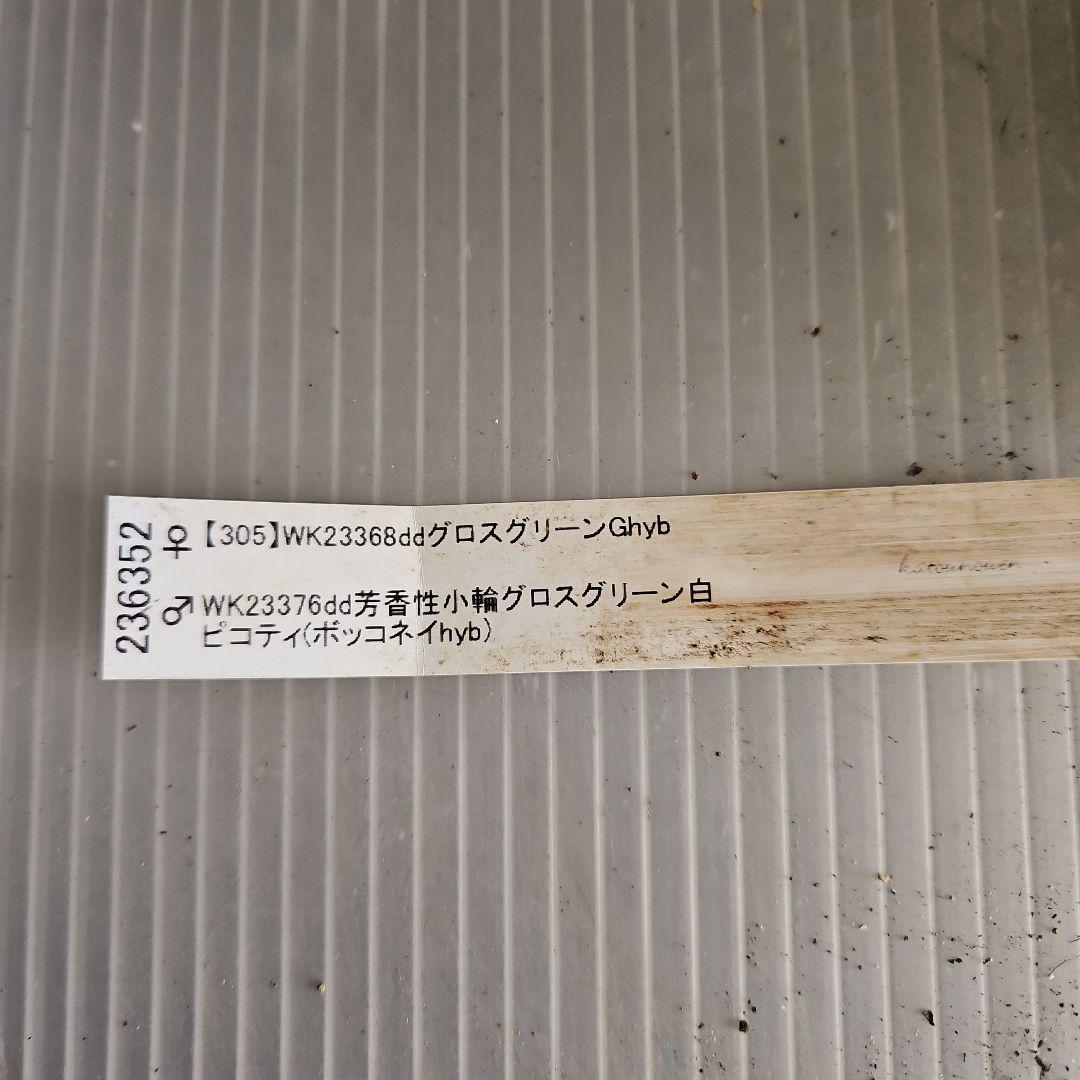 236352
♀【305】WK23368ddグロスグリーンGhyb
♂WK23376dd芳香性小輪グロスグリーン白
ピコティ(ボッコネイhyb)